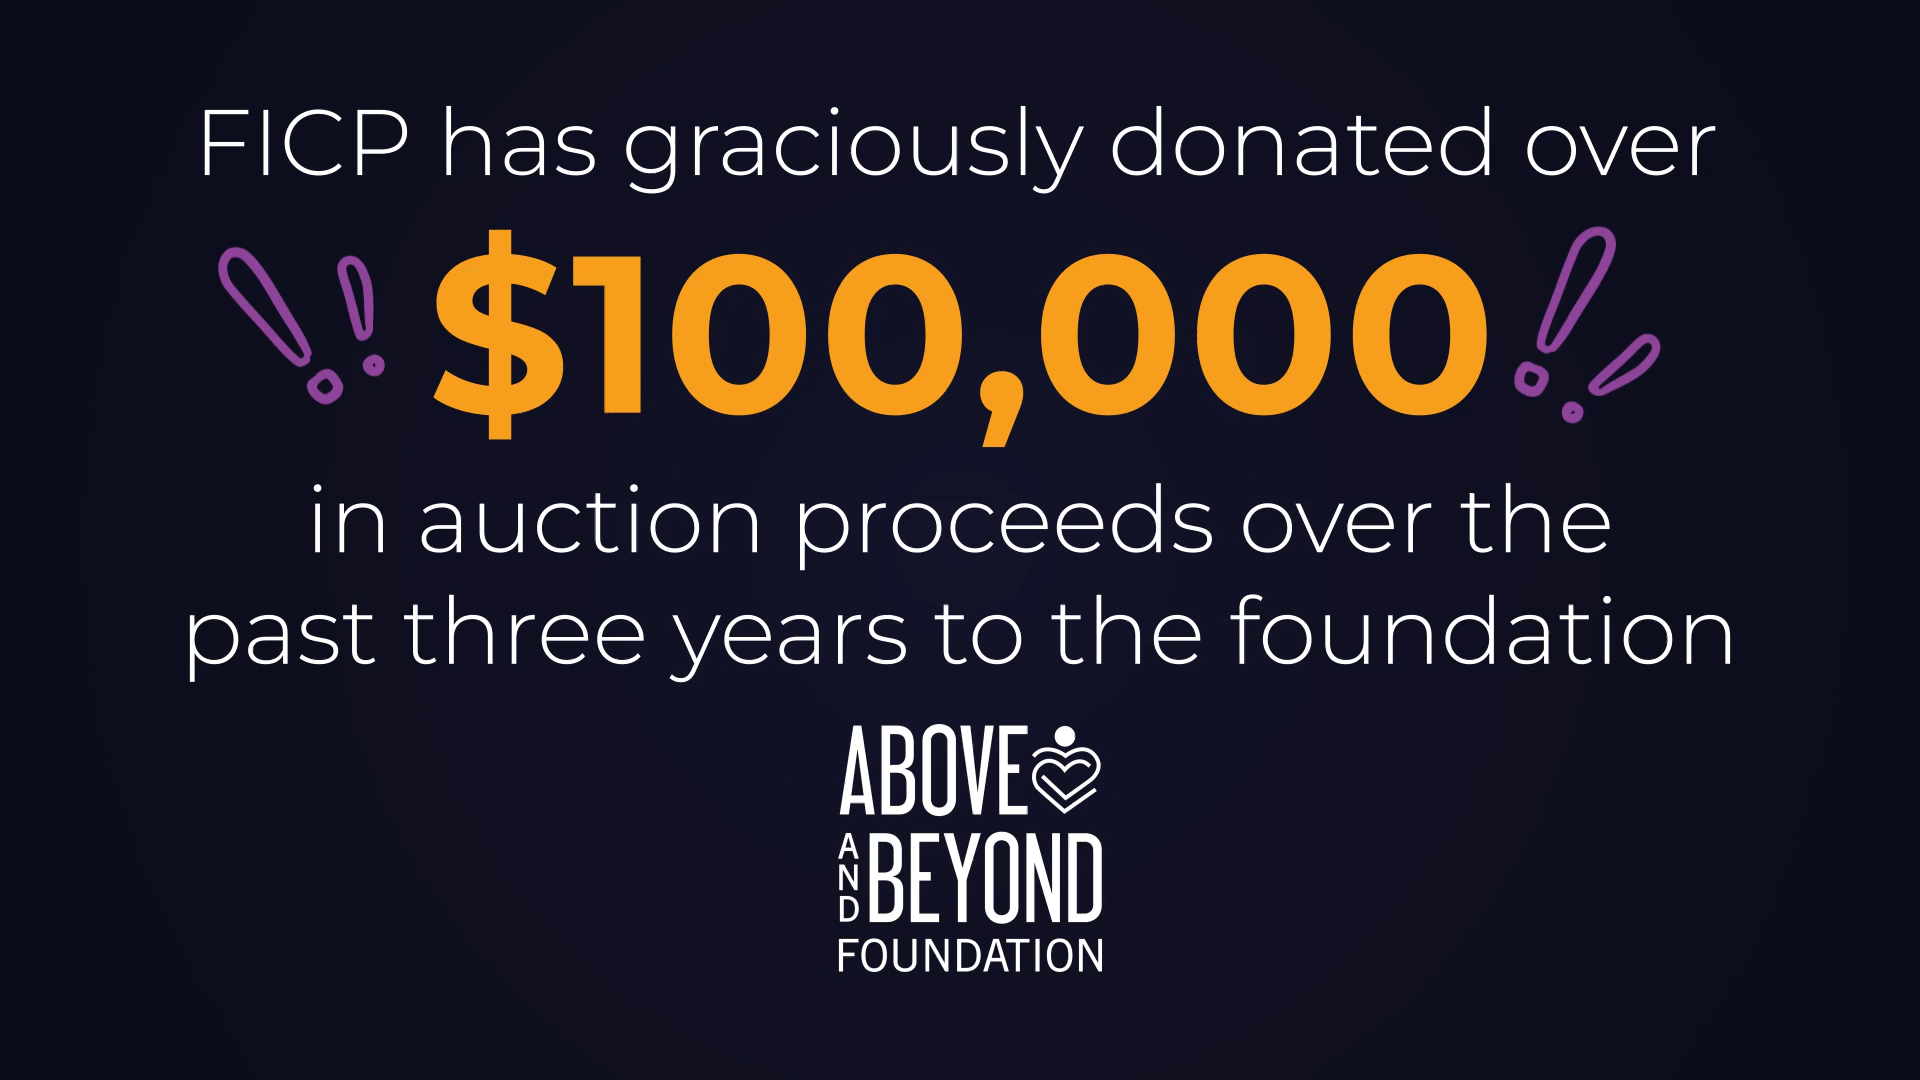 FICP has graciously donated over
$100,000
in auction proceeds over the
past three years to the foundation
ABOVE
AND BEYOND
FOUNDATION